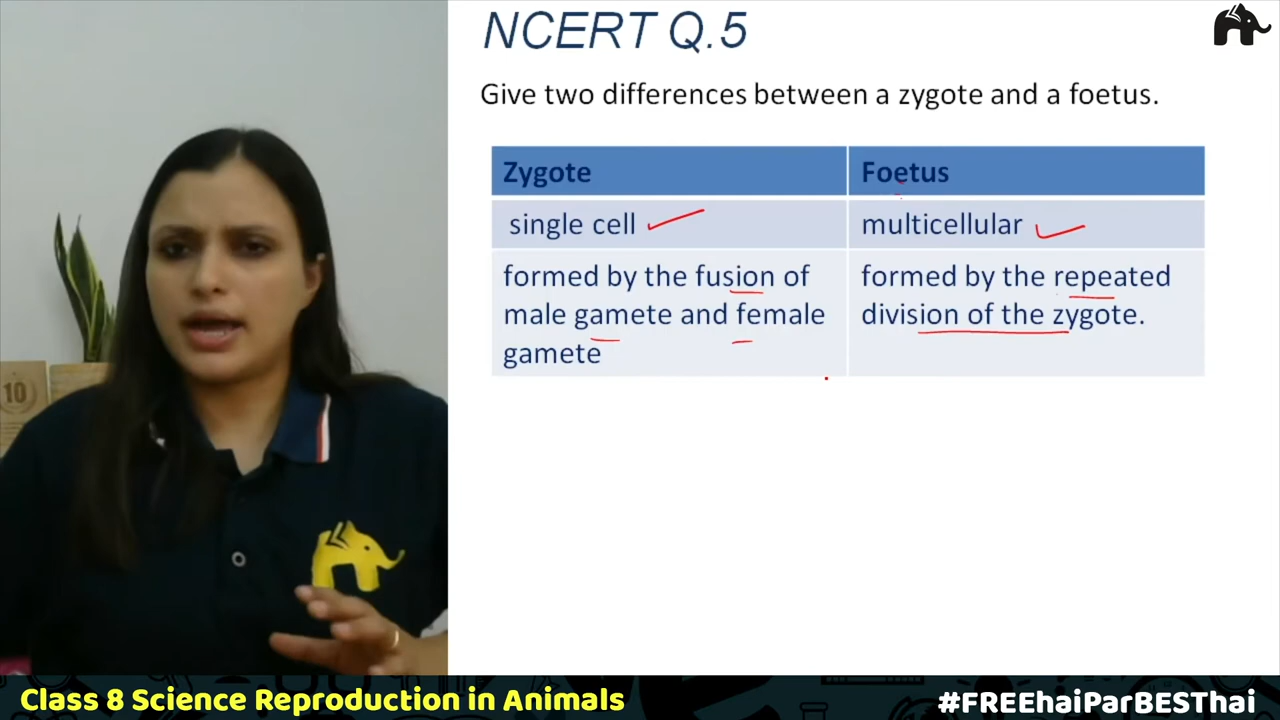 NCERT Q.5
Give two differences between a zygote and a foetus.
Zygote
Foetus
single cell
multicellular
formed by the fusion of
male gamete and female
gamete
formed by the repeated
division of the zygote.
10
Class 8 Science Reproduction in Animals
#FREEhaiParBESThai